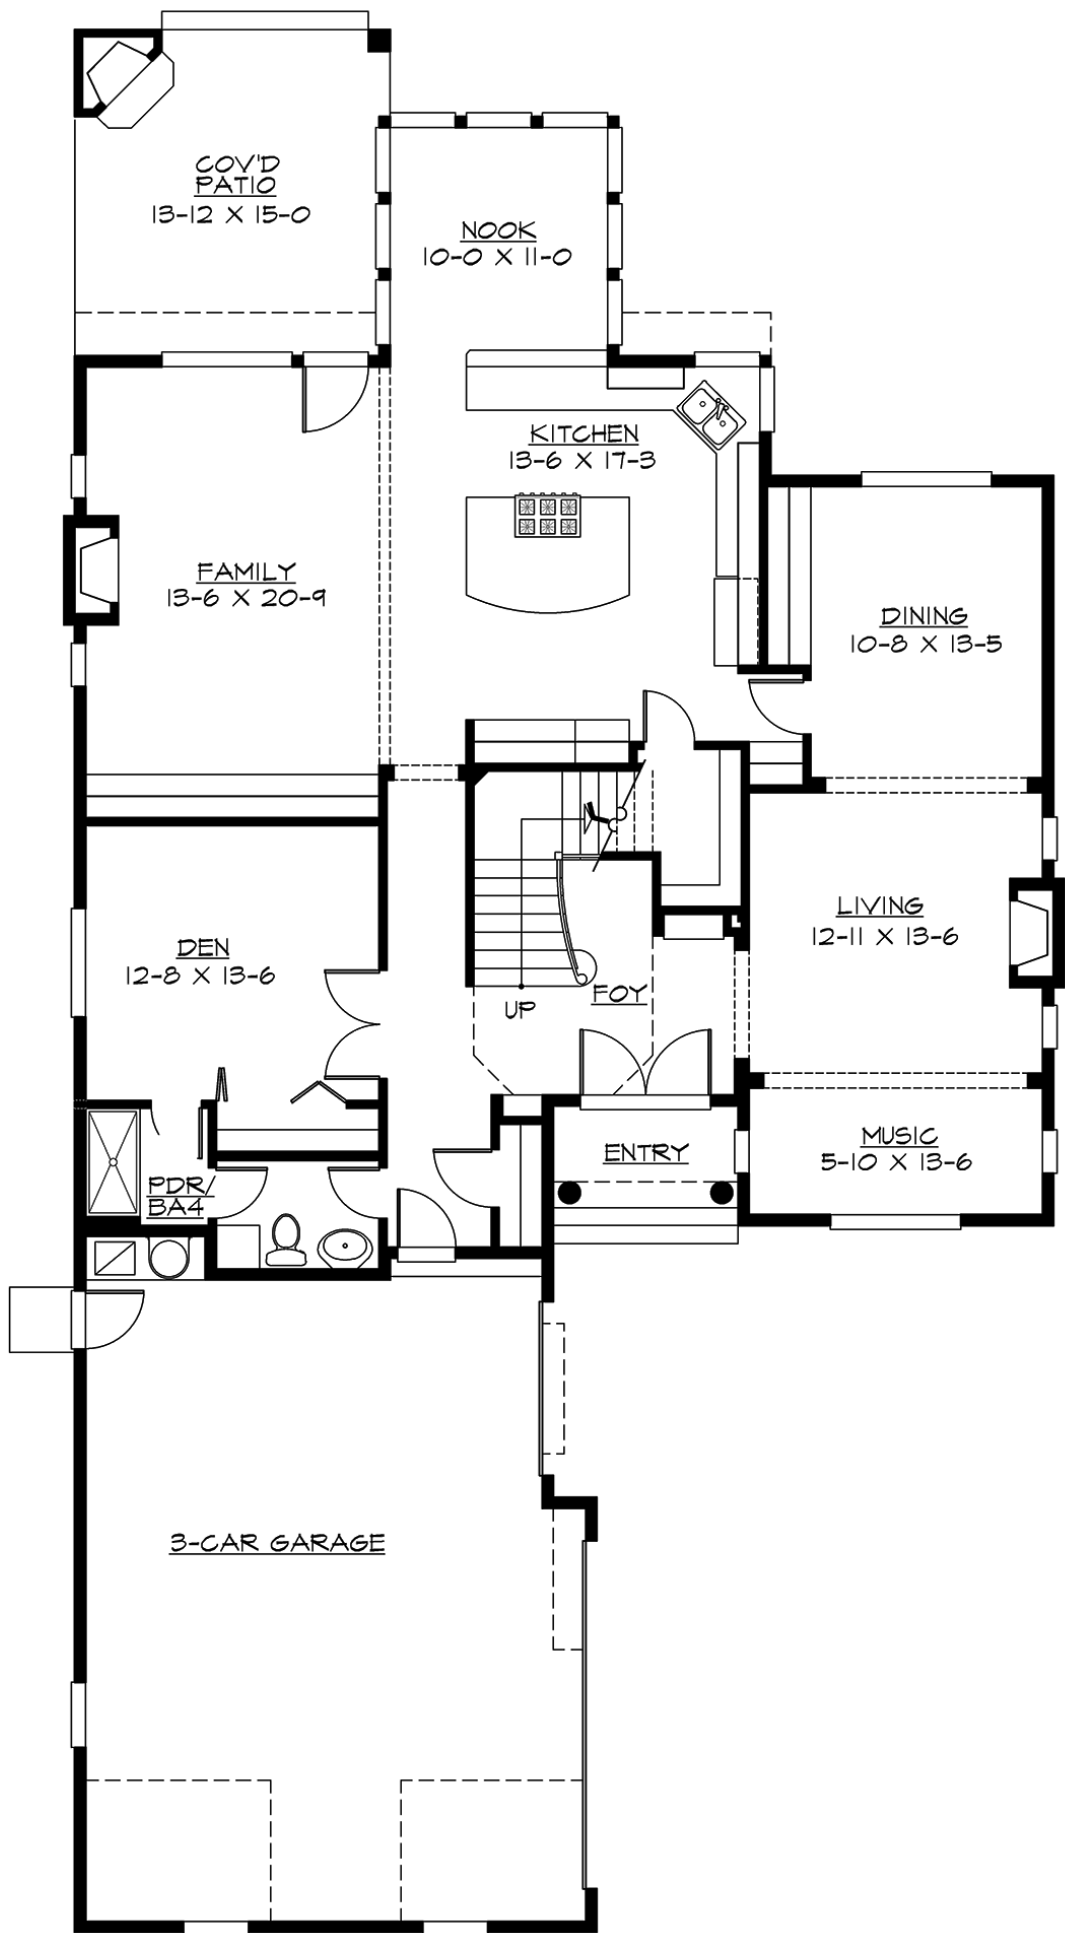 COV'D
PATIO
13-12 X 15-0
NOOK
10-0 X 11-0
KITCHEN
13-6 X 17-3
FAMILY
13-6 X 20-9
DINING
10-8 X 13-5
LIVING
12-11 X 13-6
DEN
12-8 X 13-6
UP
FOY
MUSIC
5-10 X 13-6
ENTRY
PDR/
BA4
3-CAR GARAGE